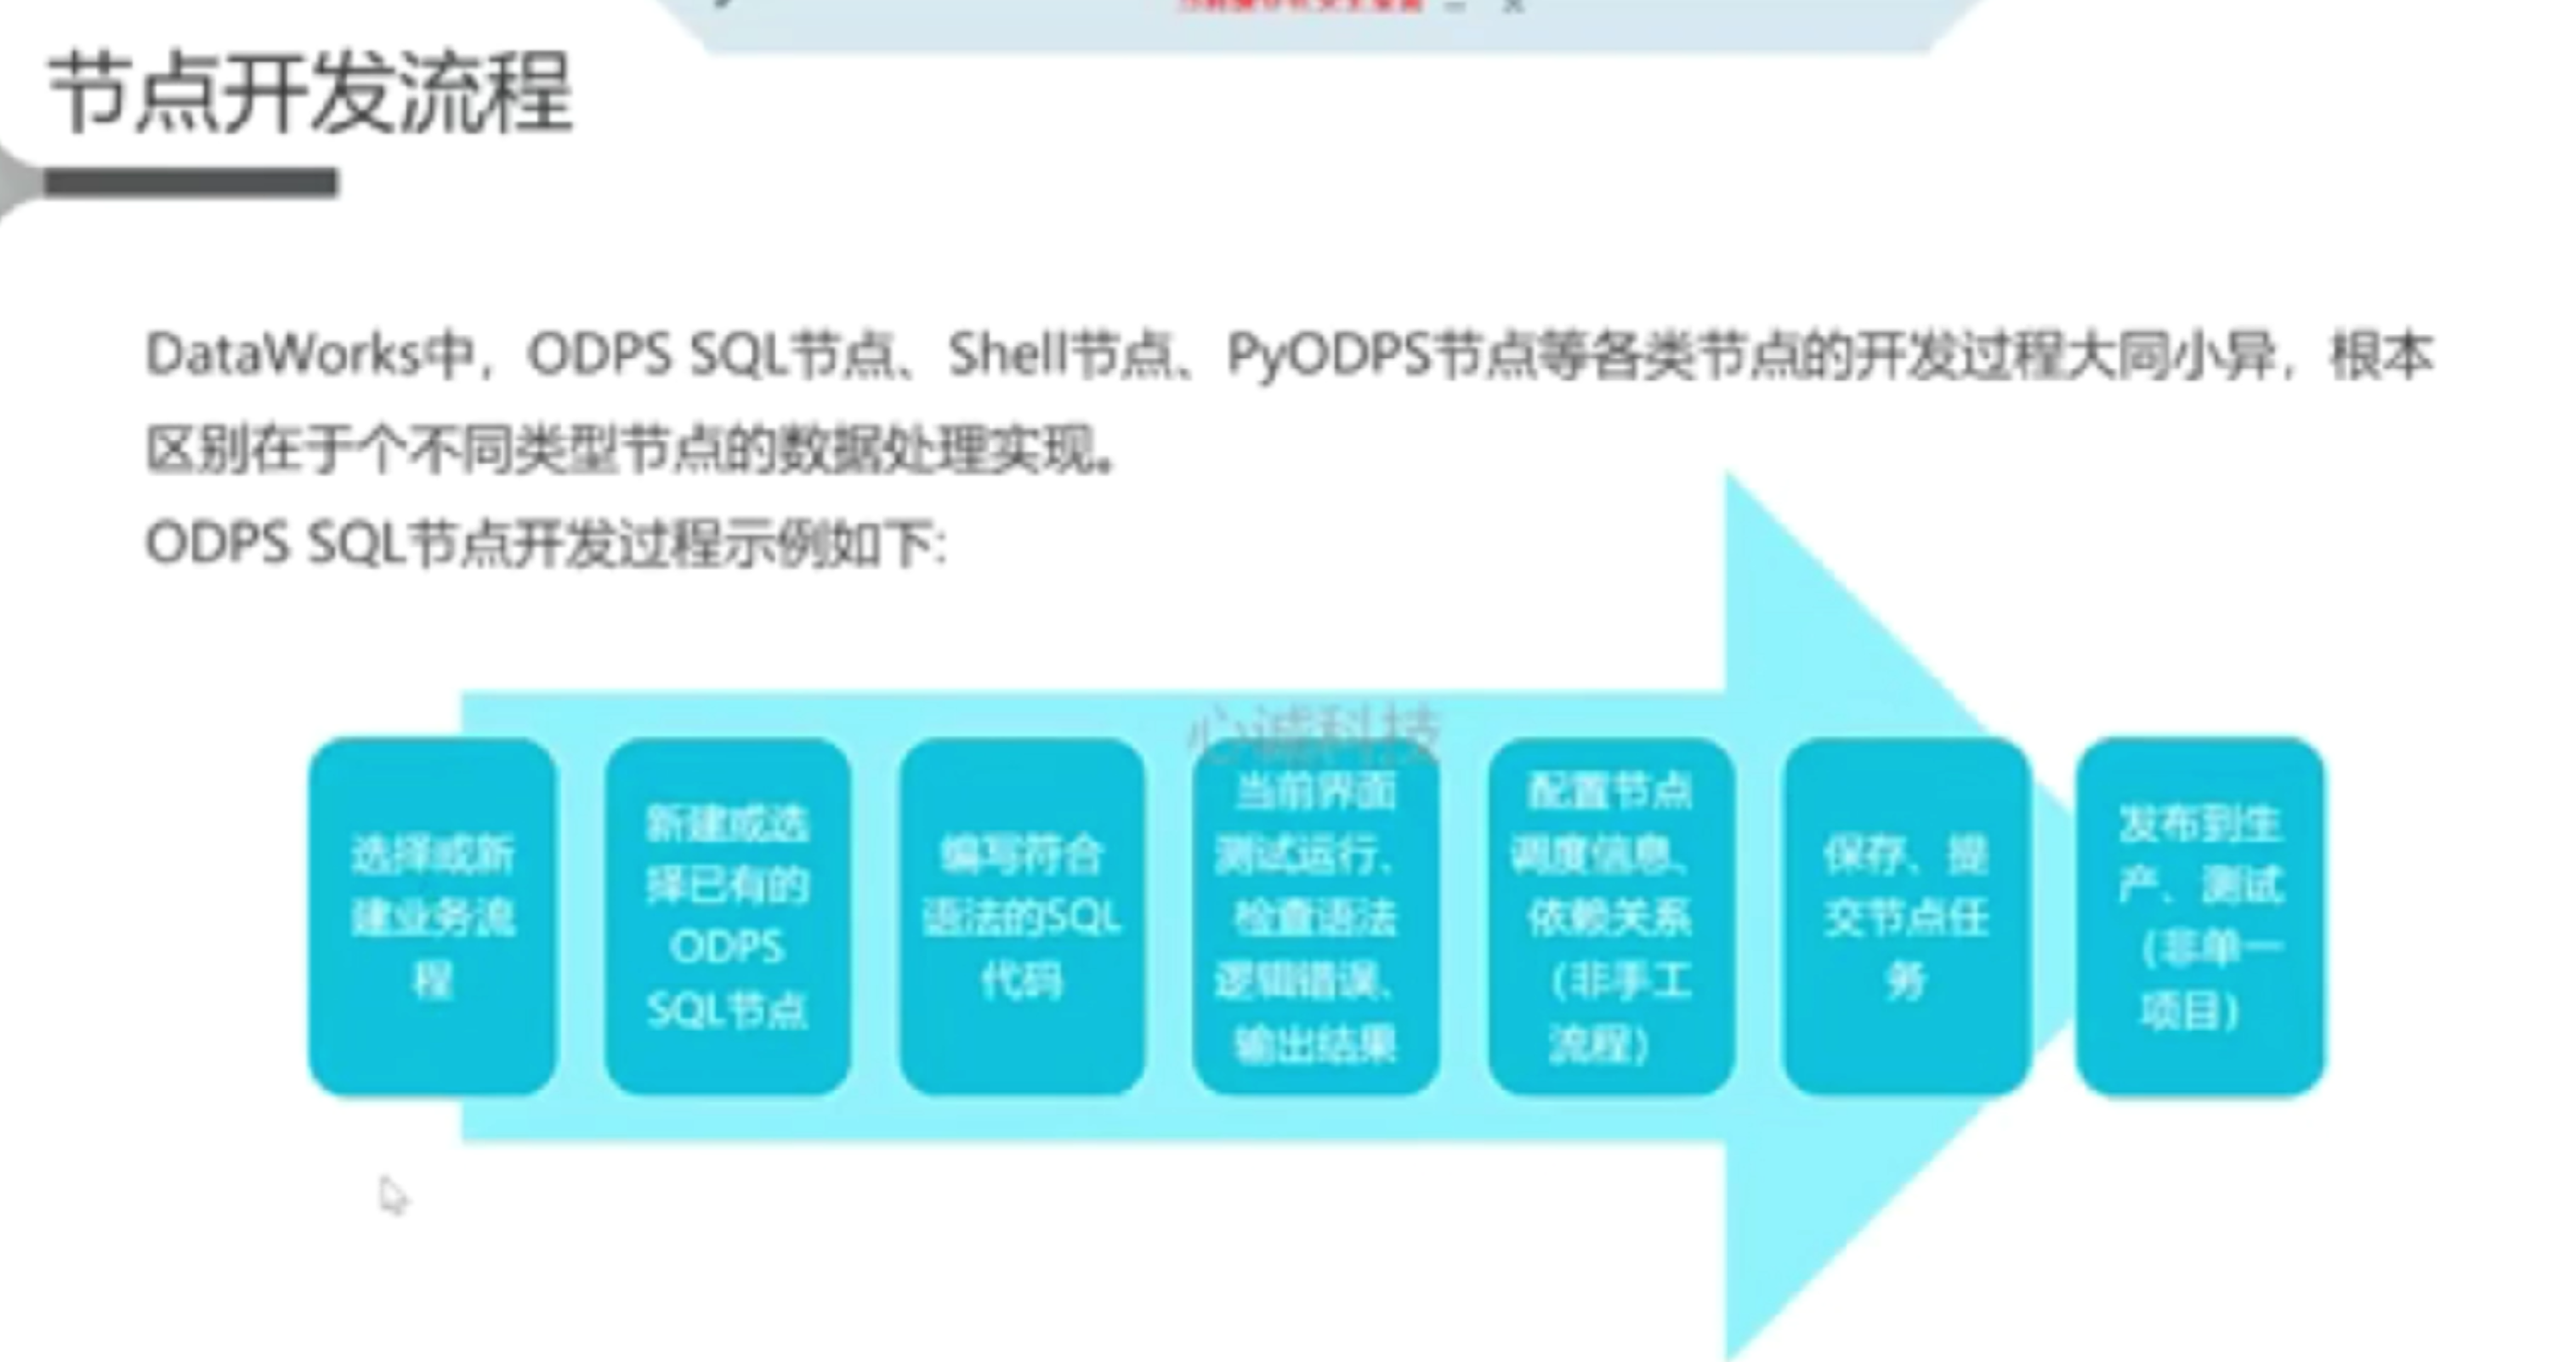 节点开发流程
DataWorks中，ODPS SQL节点、Shell节点、PyODPS节点等各类节点的开发过程大同小异，根本
区别在于个不同类型节点的数据处理实现。
ODPS SQL节点开发过程示例如下:
心诚科技
选择或新
建业务流
程
新建或选
择已有的
ODPS
SQL节点
编写符合
语法的SQL
代码
当前界面
测试运行、
检查语法
逻辑错误、
输出结果
配置节点
调度信息、
依赖关系
（非手工
流程）
保存、提
交节点任
务
发布到生
产、测试
（非单一
项目）